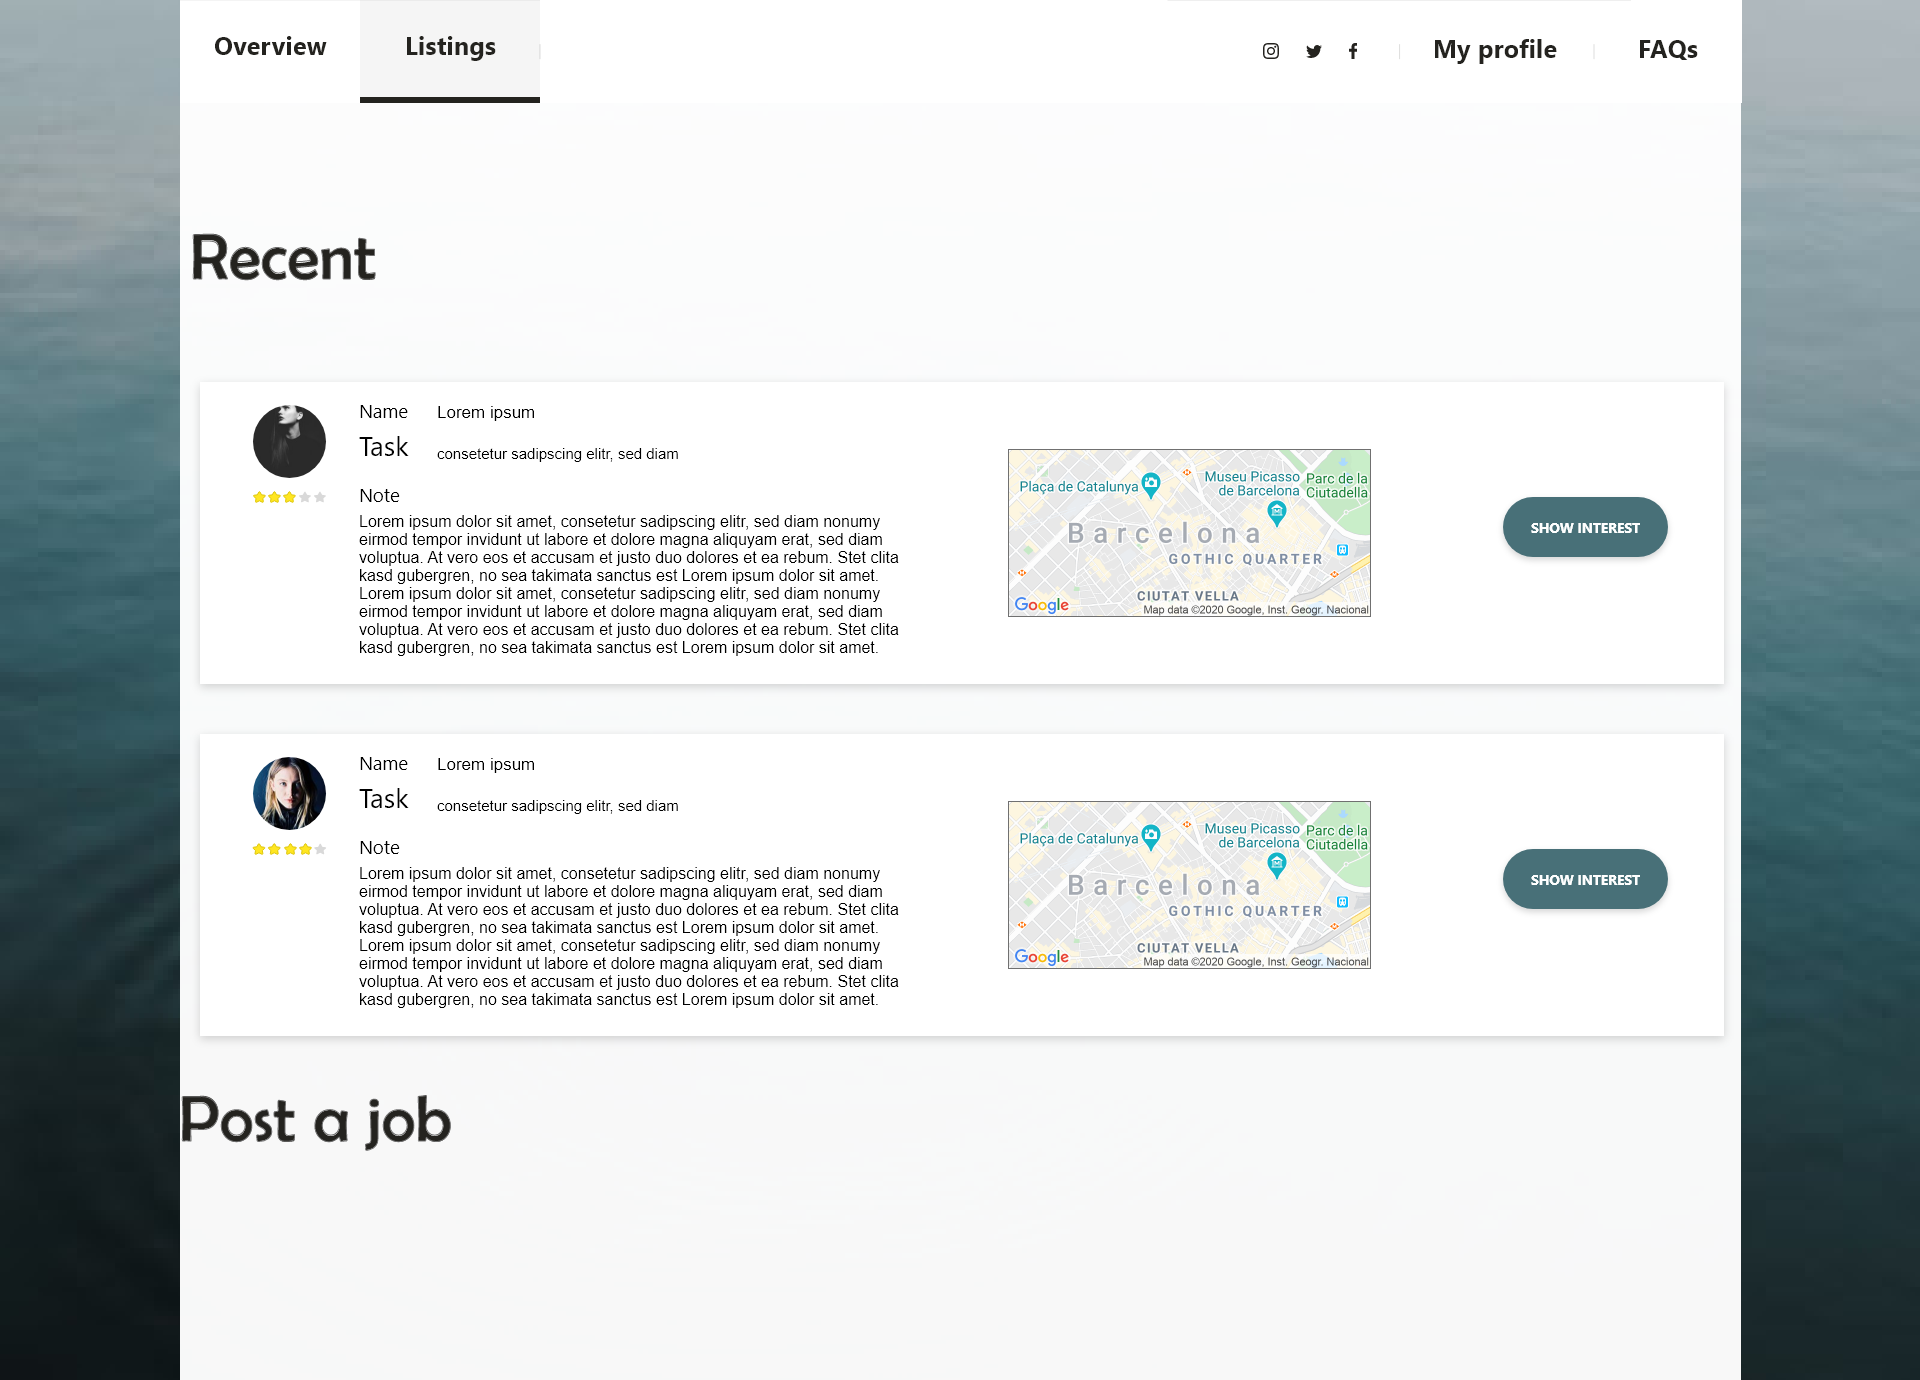 Overview
Listings
My profile
FAQs
Recent
Name
Lorem ipsum
Task
consetetur sadipscing elitr, sed diam
Note
Lorem ipsum dolor sit amet, consetetur sadipscing elitr, sed diam nonumy
eirmod tempor invidunt ut labore et dolore magna aliquyam erat, sed diam
voluptua. At vero eos et accusam et justo duo dolores et ea rebum. Stet clita
kasd gubergren, no sea takimata sanctus est Lorem ipsum dolor sit amet.
Lorem ipsum dolor sit amet, consetetur sadipscing elitr, sed diam nonumy
eirmod tempor invidunt ut labore et dolore magna aliquyam erat, sed diam
voluptua. At vero eos et accusam et justo duo dolores et ea rebum. Stet clita
kasd gubergren, no sea takimata sanctus est Lorem ipsum dolor sit amet.
Plaça de Catalunya
Museu Picasso
de Barcelona
Parc de la
Ciutadella
Barcelona
GOTHIC QUARTER
CIUTAT VELLA
Google
Map data ©2020 Google, Inst. Geogr. Nacional
SHOW INTEREST
Name
Lorem ipsum
Task
consetetur sadipscing elitr, sed diam
Note
Lorem ipsum dolor sit amet, consetetur sadipscing elitr, sed diam nonumy
eirmod tempor invidunt ut labore et dolore magna aliquyam erat, sed diam
voluptua. At vero eos et accusam et justo duo dolores et ea rebum. Stet clita
kasd gubergren, no sea takimata sanctus est Lorem ipsum dolor sit amet.
Lorem ipsum dolor sit amet, consetetur sadipscing elitr, sed diam nonumy
eirmod tempor invidunt ut labore et dolore magna aliquyam erat, sed diam
voluptua. At vero eos et accusam et justo duo dolores et ea rebum. Stet clita
kasd gubergren, no sea takimata sanctus est Lorem ipsum dolor sit amet.
Plaça de Catalunya
Museu Picasso
de Barcelona
Parc de la
Ciutadella
Barcelona
GOTHIC QUARTER
CIUTAT VELLA
Google
Map data ©2020 Google, Inst. Geogr. Nacional
SHOW INTEREST
Post a job